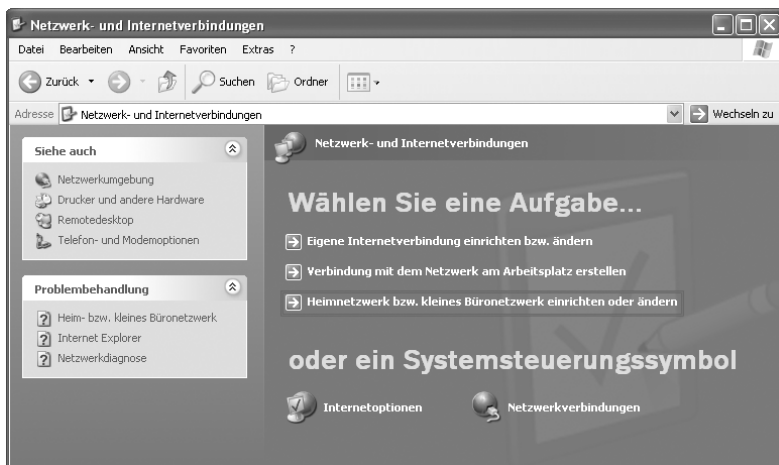 Netzwerk- und Internetverbindungen
Datei Bearbeiten Ansicht Favoriten Extras ?
Zurück Suchen Ordner
Adresse Netzwerk- und Internetverbindungen Wechseln zu
Siehe auch
Netzwerkumgebung
Drucker und andere Hardware
Remotedesktop
Telefon- und Modemoptionen
Problembehandlung
Heim- bzw. kleines Büronetzwerk
Internet Explorer
Netzwerkdiagnose
Netzwerk- und Internetverbindungen
Wählen Sie eine Aufgabe...
Eigene Internetverbindung einrichten bzw. ändern
Verbindung mit dem Netzwerk am Arbeitsplatz erstellen
Heimnetzwerk bzw. kleines Büronetzwerk einrichten oder ändern
oder ein Systemsteuerungssymbol
Internetoptionen Netzwerkverbindungen